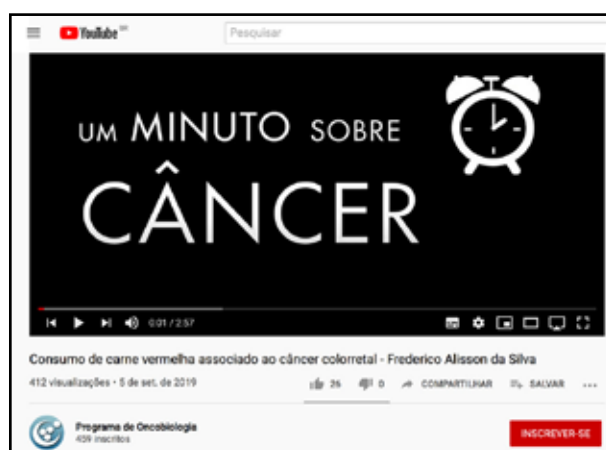 YouTube BR
Pesquisar
UM MINUTO SOBRE
CÂNCER
0:01 / 2:57
Consumo de carne vermelha associado ao câncer colorretal - Frederico Alisson da Silva
412 visualizações • 5 de set. de 2019
26
0
COMPARTILHAR
SALVAR
Programa de Oncobiologia
459 inscritos
INSCREVER-SE